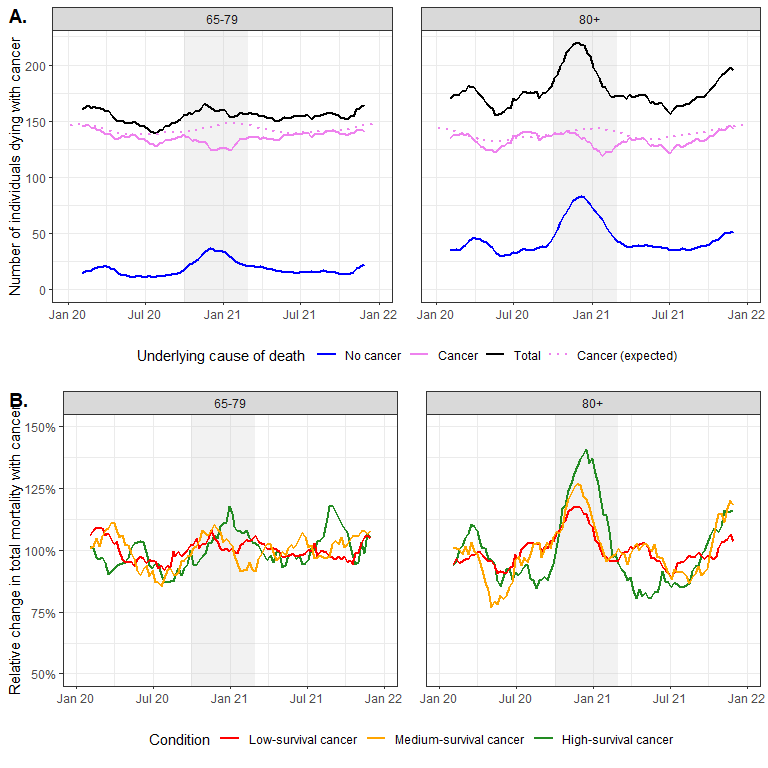 A.
65-79
80+
Number of individuals dying with cancer
200
150
100
50
0
Jan 20
Jul 20
Jan 21
Jul 21
Jan 22
Jan 20
Jul 20
Jan 21
Jul 21
Jan 22
Underlying cause of death
No cancer
Cancer
Total
Cancer (expected)
B.
65-79
80+
Relative change in total mortality with cancer
150%
125%
100%
75%
50%
Jan 20
Jul 20
Jan 21
Jul 21
Jan 22
Jan 20
Jul 20
Jan 21
Jul 21
Jan 22
Condition
Low-survival cancer
Medium-survival cancer
High-survival cancer